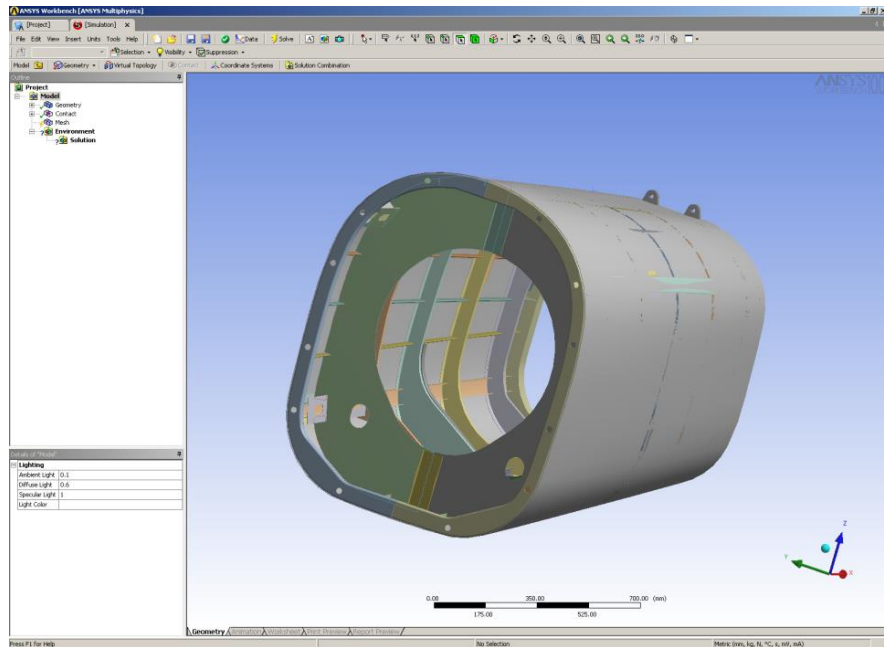 ANSYS Workbench [ANSYS Multiphysics]
[Project] [Simulation]
File Edit View Insert Units Tools Help Data Solve
Selection Visibility Suppression
Model Geometry Virtual Topology Contact Coordinate Systems Solution Combination
Outline
Project
Model
Geometry
Contact
Mesh
Environment
Solution
Details of "Model"
Lighting
Ambient Light 0.1
Diffuse Light 0.6
Specular Light 1
Light Color
ANSYS
Z
Y
X
0.00 350.00 700.00 (mm)
175.00 525.00
Geometry Animation Worksheet Print Preview Report Preview
Press F1 for Help No Selection Metric (mm, kg, N, °C, s, mV, mA)